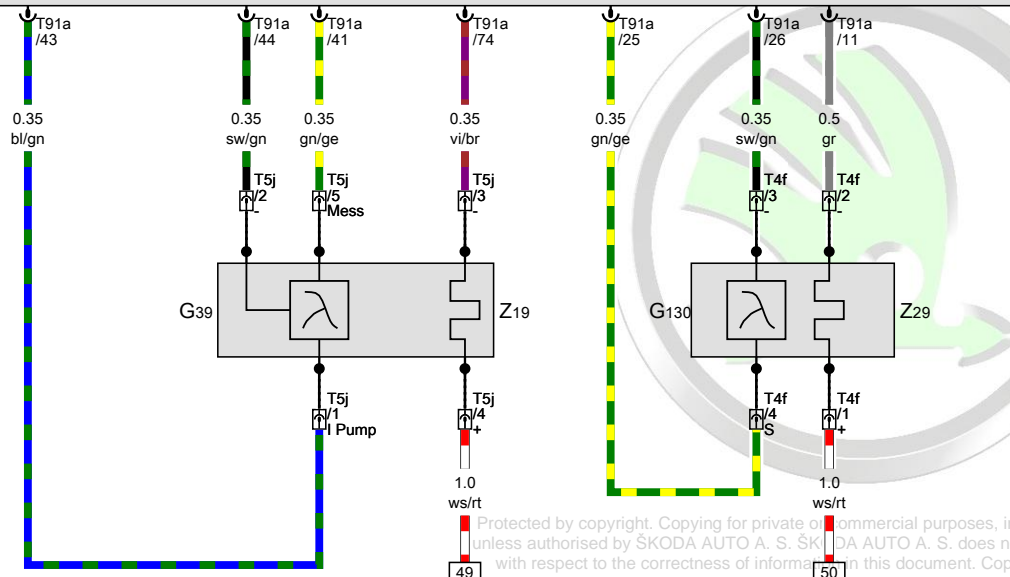 T91a T91a T91a T91a T91a T91a T91a
/43 /44 /41 /74 /25 /26 /11
0.35 0.35 0.35 0.35 0.35 0.35 0.5
bl/gn sw/gn gn/ge vi/br gn/ge sw/gn gr
T5j T5j T5j T4f T4f
/2 /5 /3 /3 /2
- Mess - - -
G39 Z19 G130 Z29
T5j T5j T4f T4f
/1 /4 /4 /1
I Pump + S +
1.0 1.0
ws/rt ws/rt
Protected by copyright. Copying for private or commercial purposes, i
unless authorised by ŠKODA AUTO A. S. ŠKODA AUTO A. S. does n
with respect to the correctness of information in this document. Cop
49 50